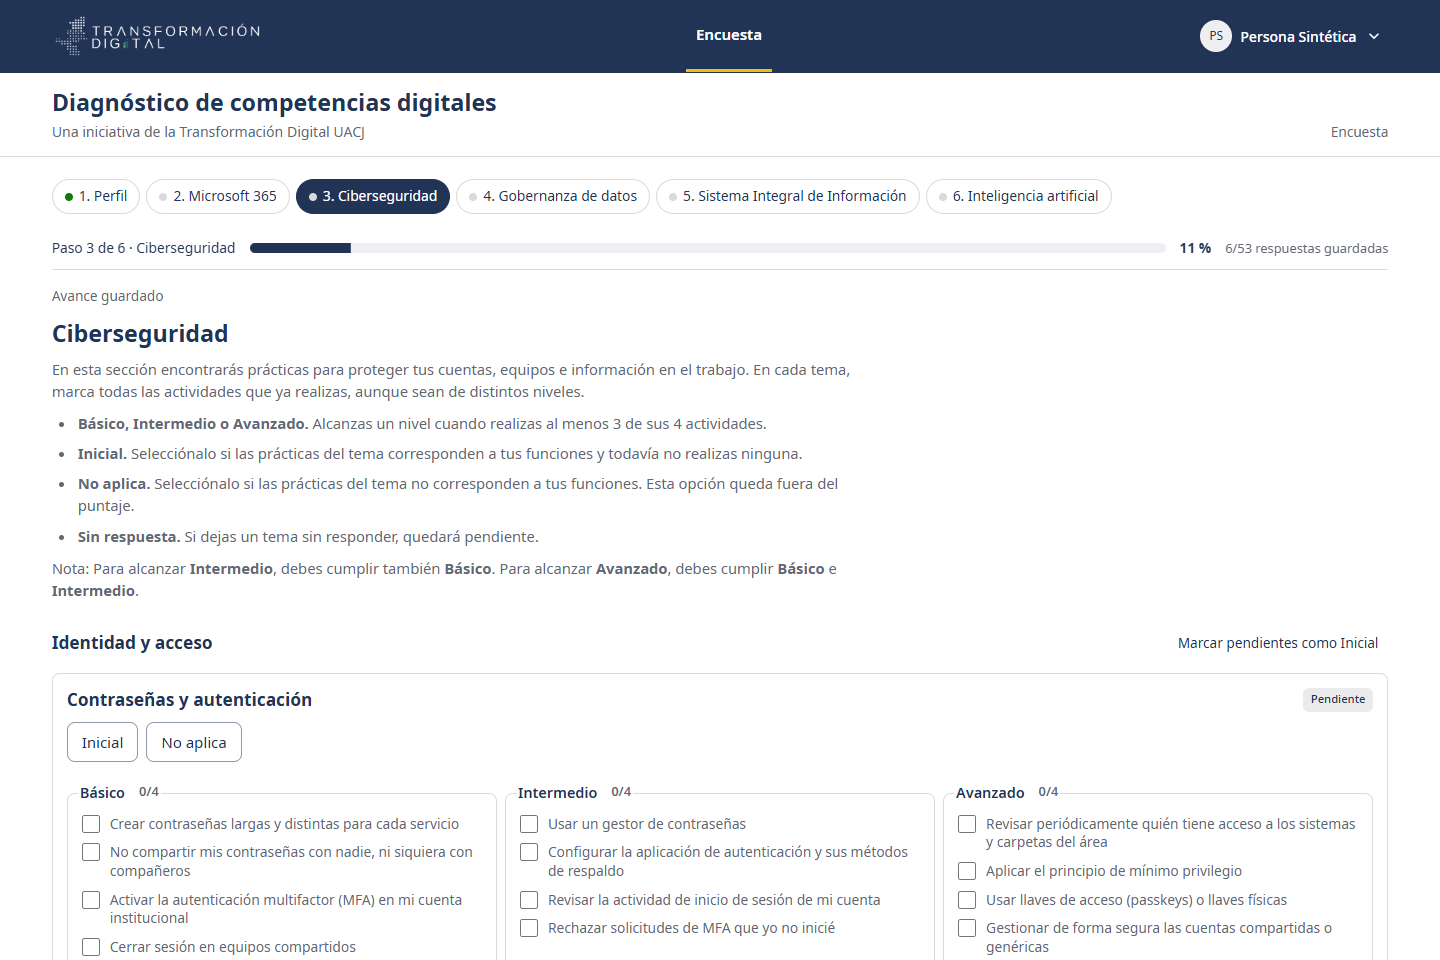 TRANSFORMACIÓN
DIGITAL
Encuesta
PS
Persona Sintética
Diagnóstico de competencias digitales
Una iniciativa de la Transformación Digital UACJ
Encuesta
1. Perfil
2. Microsoft 365
3. Ciberseguridad
4. Gobernanza de datos
5. Sistema Integral de Información
6. Inteligencia artificial
Paso 3 de 6 · Ciberseguridad
11 %
6/53 respuestas guardadas
Avance guardado
Ciberseguridad
En esta sección encontrarás prácticas para proteger tus cuentas, equipos e información en el trabajo. En cada tema,
marca todas las actividades que ya realizas, aunque sean de distintos niveles.
• Básico, Intermedio o Avanzado. Alcanzas un nivel cuando realizas al menos 3 de sus 4 actividades.
• Inicial. Selecciónalo si las prácticas del tema corresponden a tus funciones y todavía no realizas ninguna.
• No aplica. Selecciónalo si las prácticas del tema no corresponden a tus funciones. Esta opción queda fuera del
puntaje.
• Sin respuesta. Si dejas un tema sin responder, quedará pendiente.
Nota: Para alcanzar Intermedio, debes cumplir también Básico. Para alcanzar Avanzado, debes cumplir Básico e
Intermedio.
Identidad y acceso
Marcar pendientes como Inicial
Contraseñas y autenticación
Pendiente
Inicial
No aplica
Básico 0/4
Crear contraseñas largas y distintas para cada servicio
No compartir mis contraseñas con nadie, ni siquiera con
compañeros
Activar la autenticación multifactor (MFA) en mi cuenta
institucional
Cerrar sesión en equipos compartidos
Intermedio 0/4
Usar un gestor de contraseñas
Configurar la aplicación de autenticación y sus métodos
de respaldo
Revisar la actividad de inicio de sesión de mi cuenta
Rechazar solicitudes de MFA que yo no inicié
Avanzado 0/4
Revisar periódicamente quién tiene acceso a los sistemas
y carpetas del área
Aplicar el principio de mínimo privilegio
Usar llaves de acceso (passkeys) o llaves físicas
Gestionar de forma segura las cuentas compartidas o
genéricas